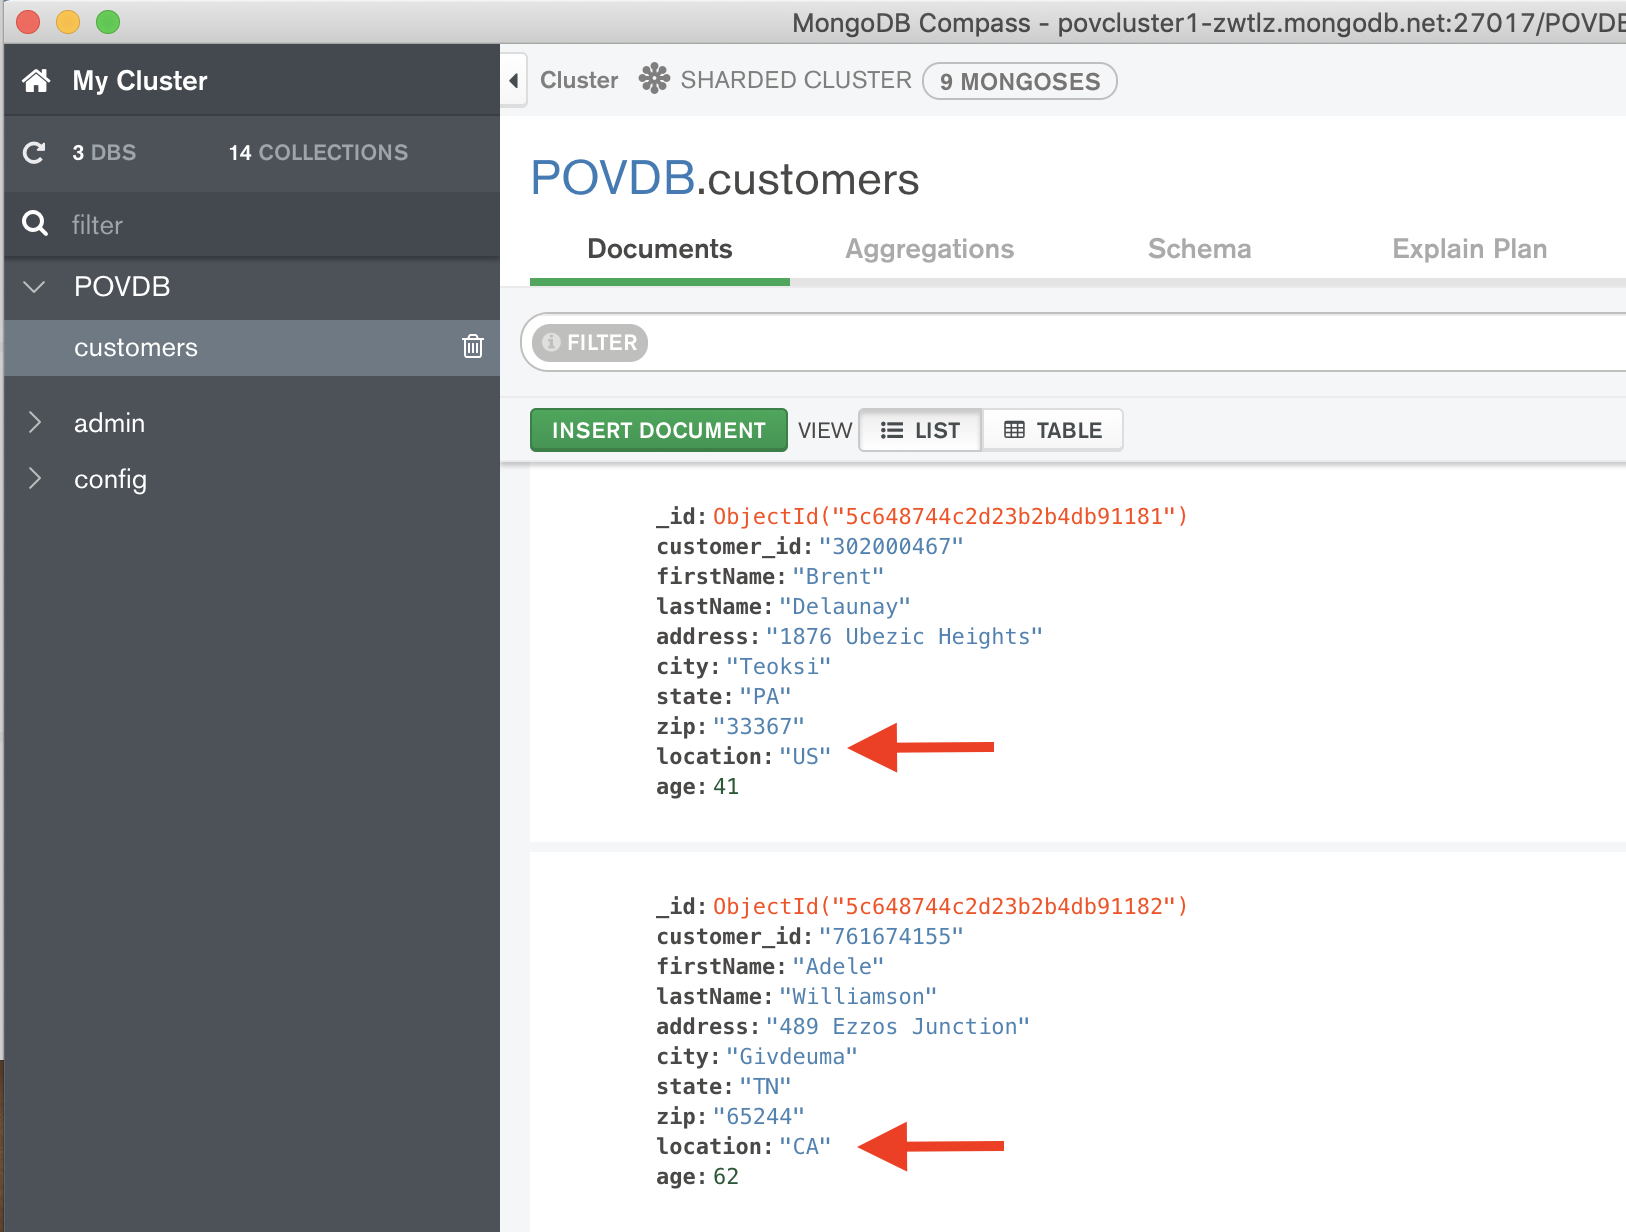 MongoDB Compass - povcluster1-zwtlz.mongodb.net:27017/POVDB
My Cluster
Cluster SHARDED CLUSTER 9 MONGOSES
3 DBS 14 COLLECTIONS
filter
POVDB
customers
admin
config
POVDB.customers
Documents Aggregations Schema Explain Plan
FILTER
INSERT DOCUMENT VIEW LIST TABLE
_id: ObjectId("5c648744c2d23b2b4db91181")
customer_id: "302000467"
firstName: "Brent"
lastName: "Delaunay"
address: "1876 Ubezic Heights"
city: "Teoksi"
state: "PA"
zip: "33367"
location: "US"
age: 41
_id: ObjectId("5c648744c2d23b2b4db91182")
customer_id: "761674155"
firstName: "Adele"
lastName: "Williamson"
address: "489 Ezzos Junction"
city: "Givdeuma"
state: "TN"
zip: "65244"
location: "CA"
age: 62